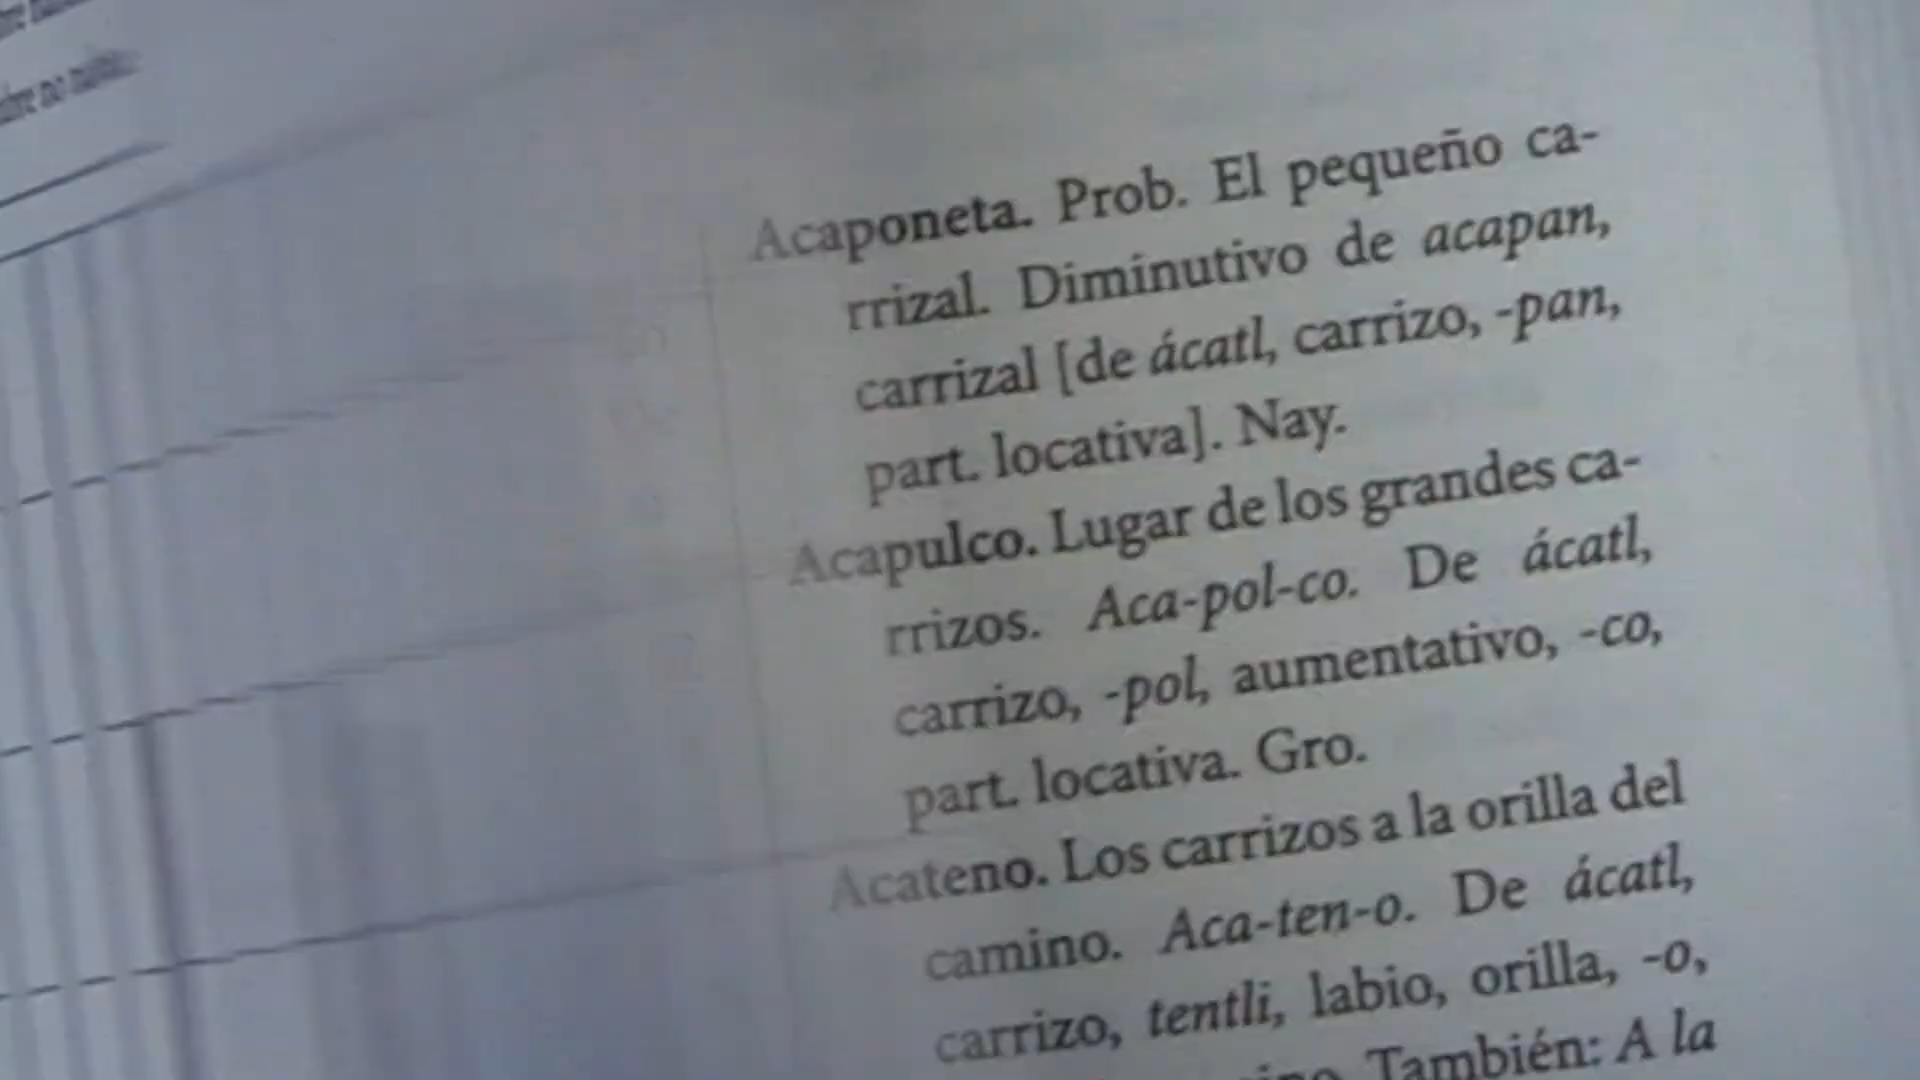 Acaponeta. Prob. El pequeño ca-
rrizal. Diminutivo de acapan,
carrizal [de ácatl, carrizo, -pan,
part. locativa]. Nay.
Acapulco. Lugar de los grandes ca-
rrizos. Aca-pol-co. De ácatl,
carrizo, -pol, aumentativo, -co,
part. locativa. Gro.
Acateno. Los carrizos a la orilla del
camino. Aca-ten-o. De ácatl,
carrizo, tentli, labio, orilla, -o,
También: A la